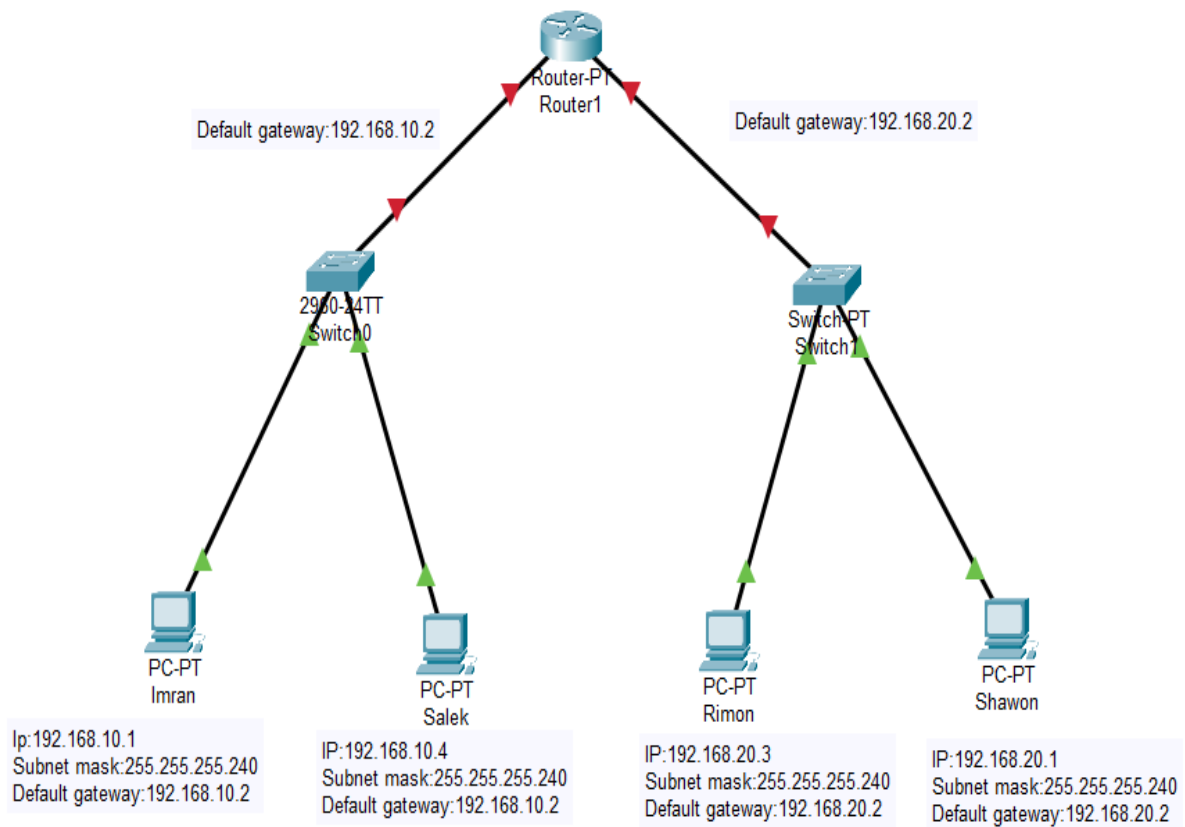 Router-PT
Router1
Default gateway:192.168.10.2
Default gateway:192.168.20.2
2960-24TT
Switch0
Switch-PT
Switch1
PC-PT
Imran
PC-PT
Salek
PC-PT
Rimon
PC-PT
Shawon
Ip:192.168.10.1
Subnet mask:255.255.255.240
Default gateway:192.168.10.2
IP:192.168.10.4
Subnet mask:255.255.255.240
Default gateway:192.168.10.2
IP:192.168.20.3
Subnet mask:255.255.255.240
Default gateway:192.168.20.2
IP:192.168.20.1
Subnet mask:255.255.255.240
Default gateway:192.168.20.2